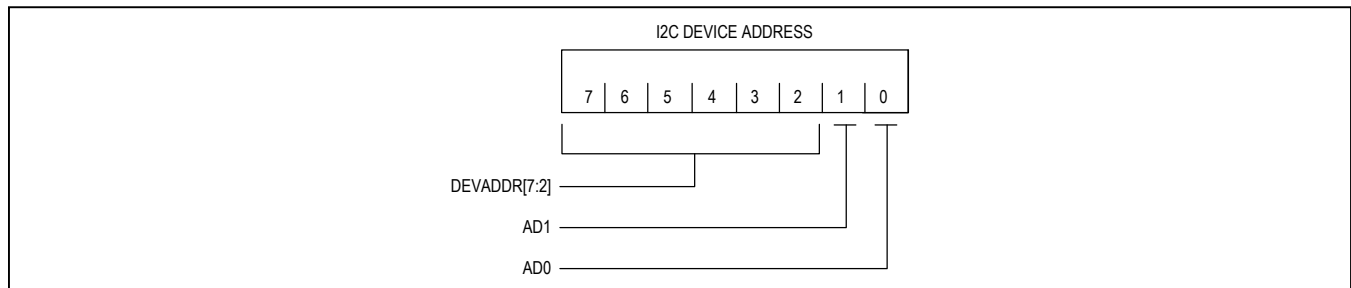 I2C DEVICE ADDRESS
7 6 5 4 3 2 1 0
DEVADDR[7:2]
AD1
AD0